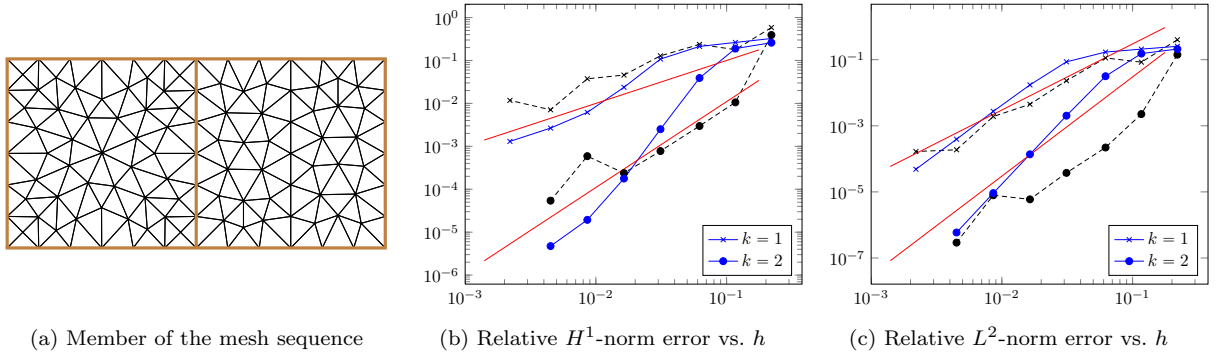 10^0
10^-1
10^-2
10^-3
10^-4
10^-5
10^-6
10^-3
10^-2
10^-1
k = 1
k = 2
10^-1
10^-3
10^-5
10^-7
10^-3
10^-2
10^-1
k = 1
k = 2
(a) Member of the mesh sequence
(b) Relative H^1-norm error vs. h
(c) Relative L^2-norm error vs. h